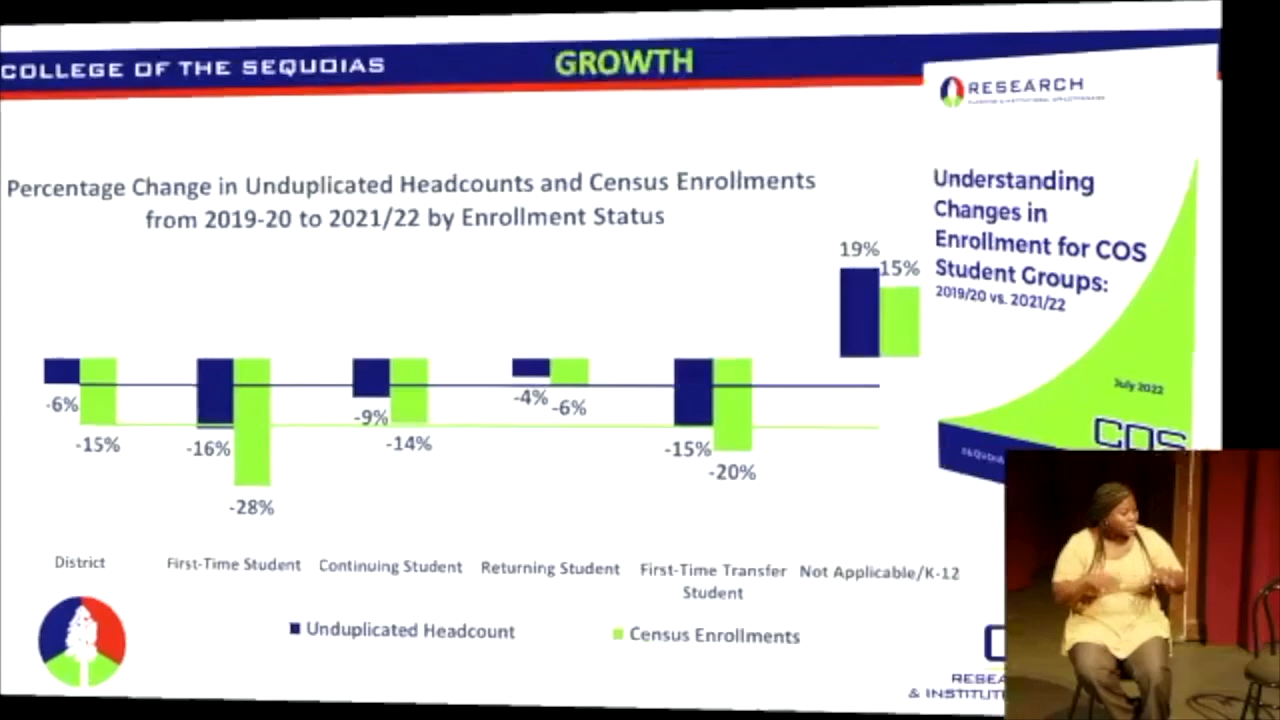 COLLEGE OF THE SEQUOIAS
GROWTH
RESEARCH
Percentage Change in Unduplicated Headcounts and Census Enrollments
from 2019-20 to 2021/22 by Enrollment Status
Understanding
Changes in
Enrollment for COS
Student Groups:
2019/20 vs. 2021/22
July 2022
COS
19%
15%
-6%
-15%
-16%
-28%
-9%
-14%
-4%
-6%
-15%
-20%
District
First-Time Student
Continuing Student
Returning Student
First-Time Transfer
Student
Not Applicable/K-12
Unduplicated Headcount
Census Enrollments
RESEA
& INSTITUTI